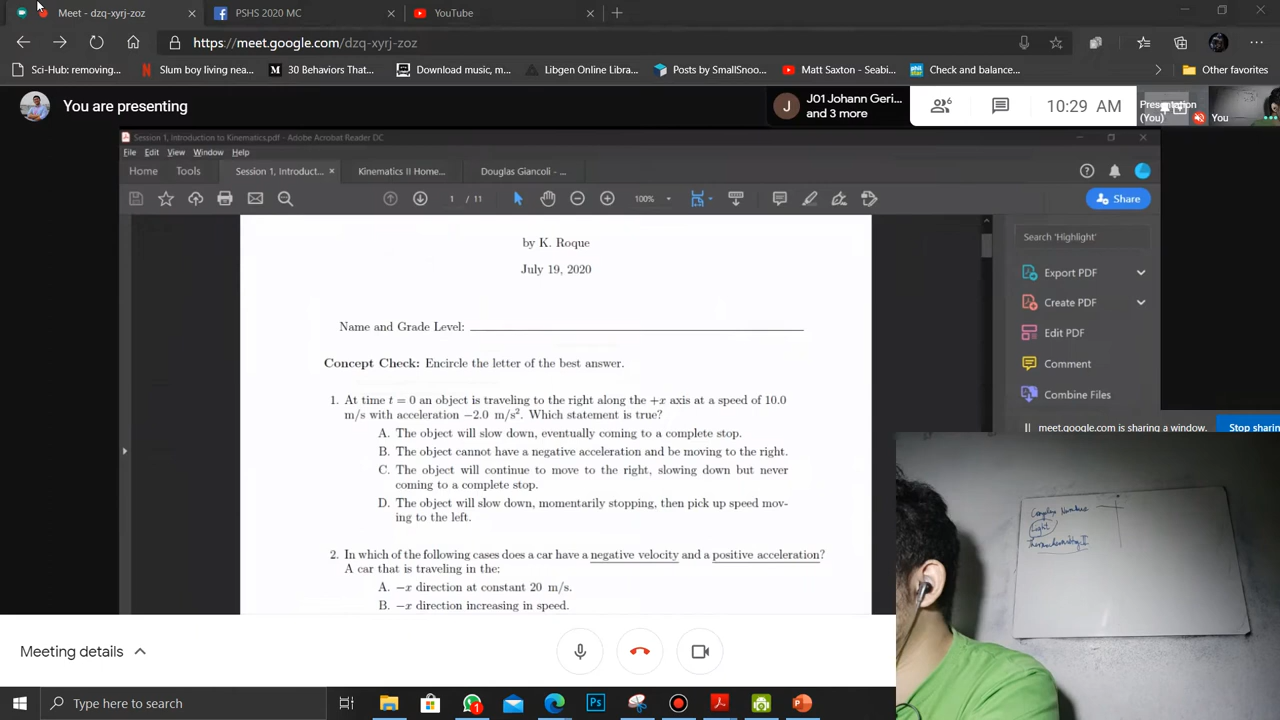 Meet - dzq-xyrj-zoz
PSHS 2020 MC
YouTube
https://meet.google.com/dzq-xyrj-zoz
Sci-Hub: removing...
Slum boy living nea...
30 Behaviors That...
Download music, m...
Libgen Online Libra...
Posts by SmallSnoo...
Matt Saxton - Seabi...
Check and balance...
Other favorites
You are presenting
J
J01 Johann Geri...
and 3 more
6
10:29 AM
Presentation
(You)
You
Session 1, Introduction to Kinematics.pdf - Adobe Acrobat Reader DC
File Edit View Window Help
Home Tools Session 1, Introduct... Kinematics II Home... Douglas Giancoli - ...
1 / 11 100% Share
by K. Roque
July 19, 2020
Name and Grade Level:
Concept Check: Encircle the letter of the best answer.
1. At time t = 0 an object is traveling to the right along the +x axis at a speed of 10.0
m/s with acceleration −2.0 m/s². Which statement is true?
A. The object will slow down, eventually coming to a complete stop.
B. The object cannot have a negative acceleration and be moving to the right.
C. The object will continue to move to the right, slowing down but never
coming to a complete stop.
D. The object will slow down, momentarily stopping, then pick up speed mov-
ing to the left.
2. In which of the following cases does a car have a negative velocity and a positive acceleration?
A car that is traveling in the:
A. −x direction at constant 20 m/s.
B. −x direction increasing in speed.
Search 'Highlight'
Export PDF
Create PDF
Edit PDF
Comment
Combine Files
meet.google.com is sharing a window.
Stop sharin
Complex Numbers
Light
Thermochemistry II
Meeting details
Type here to search
1